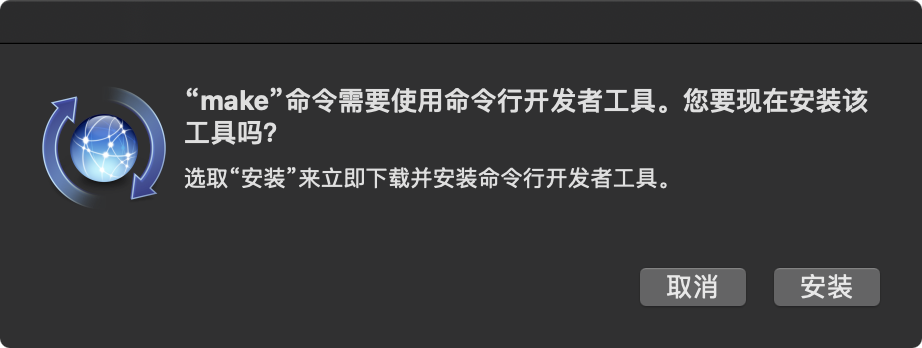 “make”命令需要使用命令行开发者工具。您要现在安装该
工具吗?
选取“安装”来立即下载并安装命令行开发者工具。
取消
安装